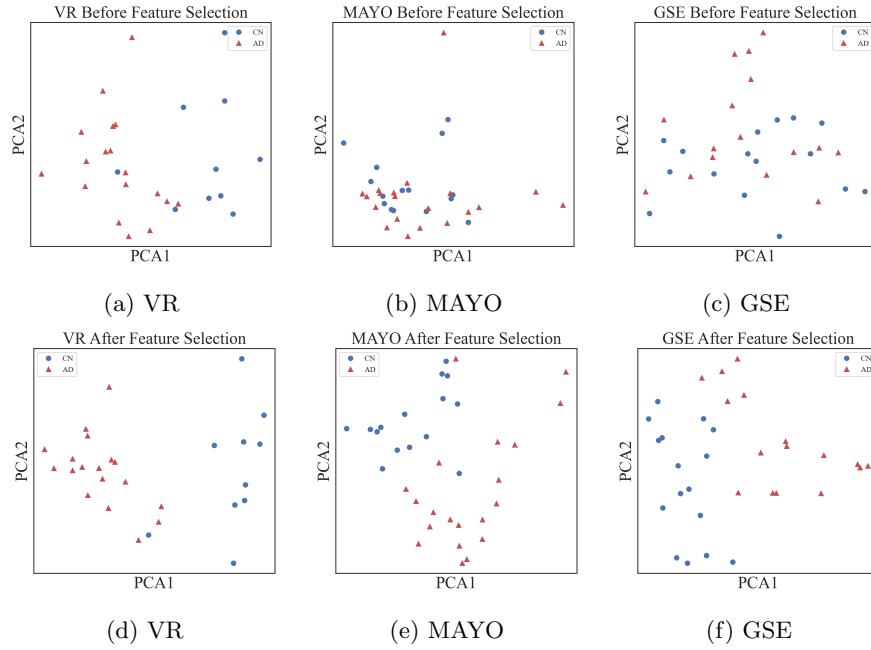 VR Before Feature Selection
CN
AD
PCA2
PCA1
(a) VR
MAYO Before Feature Selection
CN
AD
PCA2
PCA1
(b) MAYO
GSE Before Feature Selection
CN
AD
PCA2
PCA1
(c) GSE
VR After Feature Selection
CN
AD
PCA2
PCA1
(d) VR
MAYO After Feature Selection
CN
AD
PCA2
PCA1
(e) MAYO
GSE After Feature Selection
CN
AD
PCA2
PCA1
(f) GSE